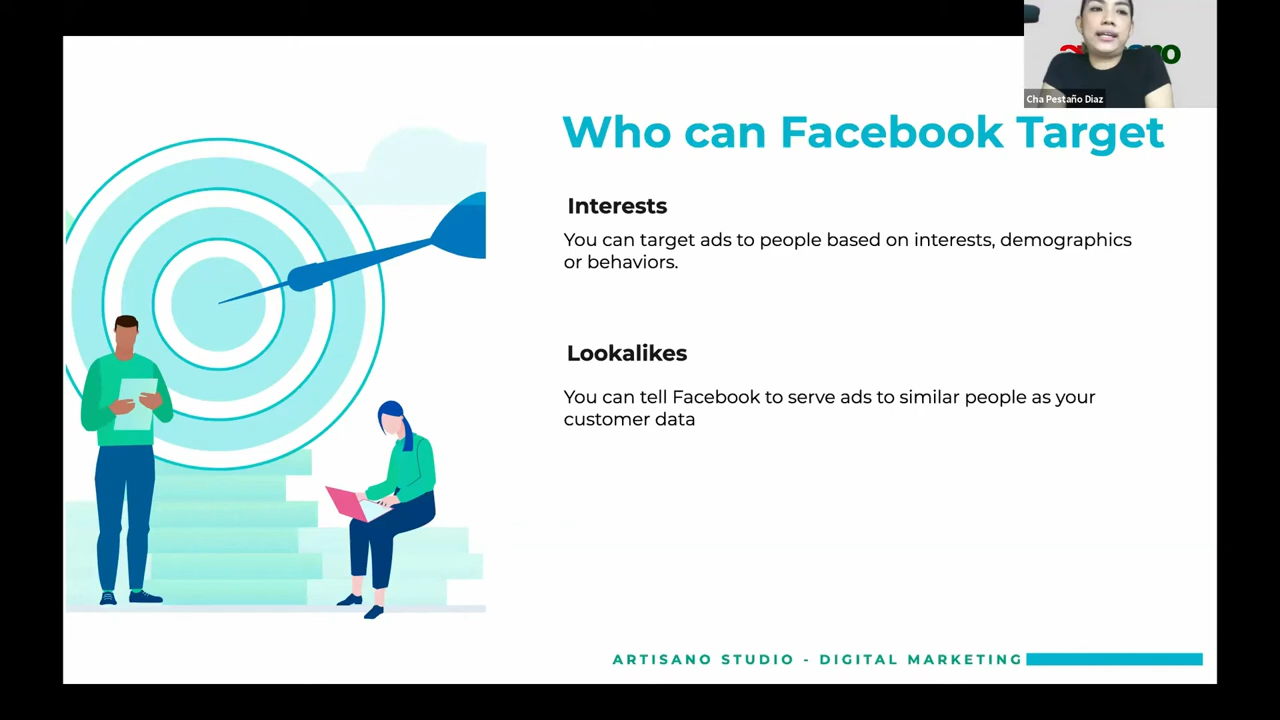 Cha Pestaño Diaz
Who can Facebook Target
Interests
You can target ads to people based on interests, demographics
or behaviors.
Lookalikes
You can tell Facebook to serve ads to similar people as your
customer data
ARTISANO STUDIO - DIGITAL MARKETING